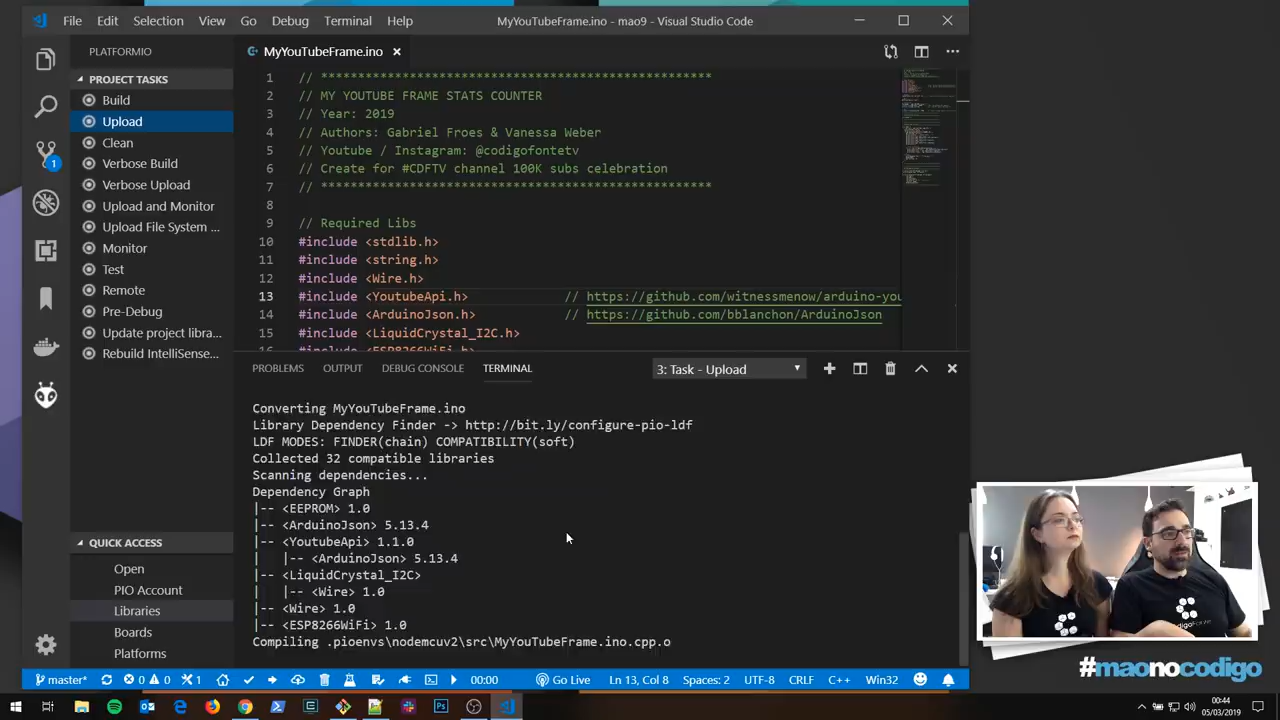 File Edit Selection View Go Debug Terminal Help
MyYouTubeFrame.ino - mao9 - Visual Studio Code
PLATFORMIO
PROJECT TASKS
Build
Upload
Clean
Verbose Build
Verbose Upload
Upload and Monitor
Upload File System ...
Monitor
Test
Remote
Pre-Debug
Update project libra...
Rebuild IntelliSense...
1
QUICK ACCESS
Open
PIO Account
Libraries
Boards
Platforms
MyYouTubeFrame.ino
1 // ****************************************************
2 // MY YOUTUBE FRAME STATS COUNTER
3 // Year: 2019
4 // Authors: Gabriel Froes & Vanessa Weber
5 // Youtube / Instagram: @codigofontetv
6 // Create for #CDFTV channel 100K subs celebration
7 // ****************************************************
8
9 // Required Libs
10 #include <stdlib.h>
11 #include <string.h>
12 #include <Wire.h>
13 #include <YoutubeApi.h> // https://github.com/witnessmenow/arduino-you
14 #include <ArduinoJson.h> // https://github.com/bblanchon/ArduinoJson
15 #include <LiquidCrystal_I2C.h>
16 #include <ESP8266WiFi.h>
PROBLEMS OUTPUT DEBUG CONSOLE TERMINAL
3: Task - Upload
Converting MyYouTubeFrame.ino
Library Dependency Finder -> http://bit.ly/configure-pio-ldf
LDF MODES: FINDER(chain) COMPATIBILITY(soft)
Collected 32 compatible libraries
Scanning dependencies...
Dependency Graph
|-- <EEPROM> 1.0
|-- <ArduinoJson> 5.13.4
|-- <YoutubeApi> 1.1.0
| |-- <ArduinoJson> 5.13.4
|-- <LiquidCrystal_I2C>
| |-- <Wire> 1.0
|-- <Wire> 1.0
|-- <ESP8266WiFi> 1.0
Compiling .pioenvs\nodemcuv2\src\MyYouTubeFrame.ino.cpp.o
master* 0 0 1 00:00 Go Live Ln 13, Col 8 Spaces: 2 UTF-8 CRLF C++ Win32
#maonocodigo
00:44
05/03/2019